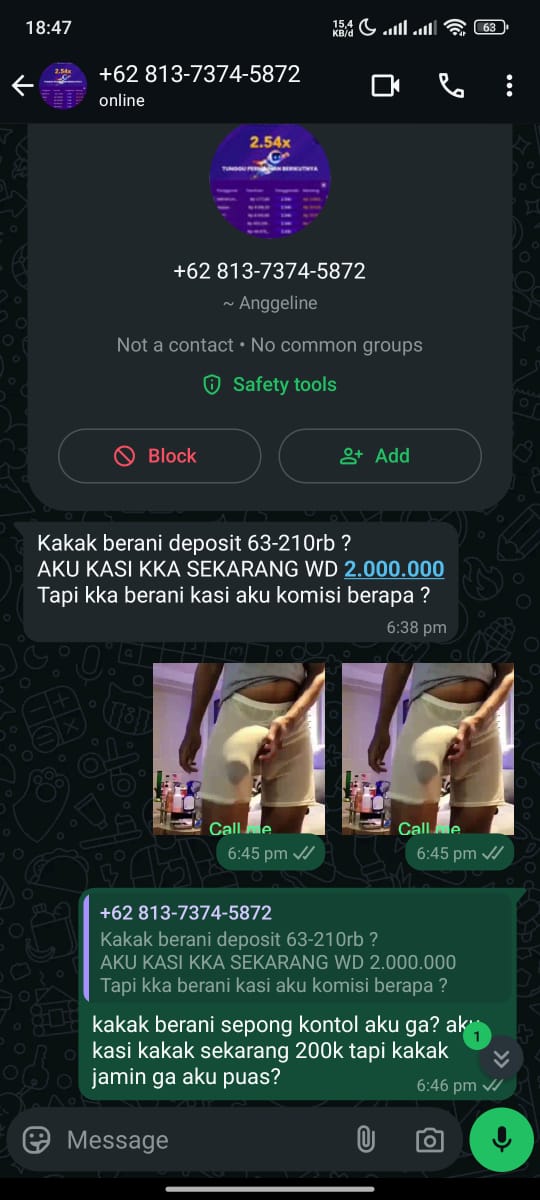 18:47
15,4
KB/d
63
+62 813-7374-5872
online
2.54x
+62 813-7374-5872
~ Anggeline
Not a contact • No common groups
Safety tools
Block
Add
Kakak berani deposit 63-210rb ?
AKU KASI KKA SEKARANG WD 2.000.000
Tapi kka berani kasi aku komisi berapa ?
6:38 pm
Call me
6:45 pm
Call me
6:45 pm
+62 813-7374-5872
Kakak berani deposit 63-210rb ?
AKU KASI KKA SEKARANG WD 2.000.000
Tapi kka berani kasi aku komisi berapa ?
kakak berani sepong kontol aku ga? aku
kasi kakak sekarang 200k tapi kakak
jamin ga aku puas?
6:46 pm
1
Message